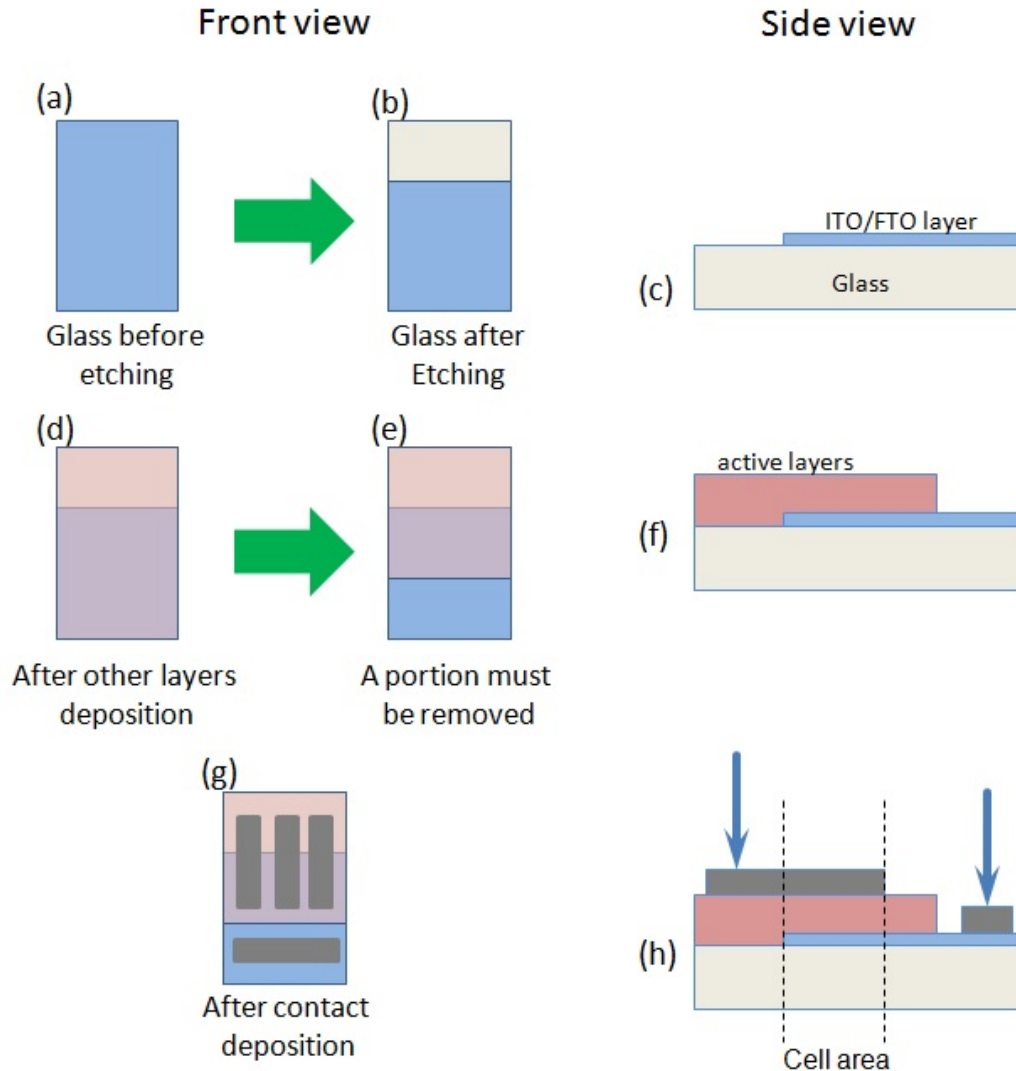 Front view
Side view
(a)
(b)
Glass before
etching
Glass after
Etching
ITO/FTO layer
(c)
Glass
(d)
(e)
After other layers
deposition
A portion must
be removed
active layers
(f)
(g)
After contact
deposition
(h)
Cell area